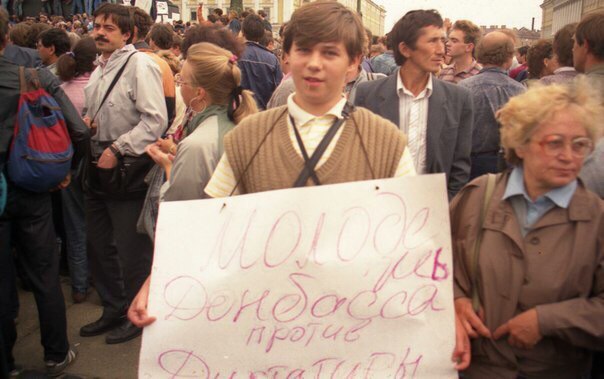 МОЛОДЕ
жь
Донбасса
против
Диктатуры